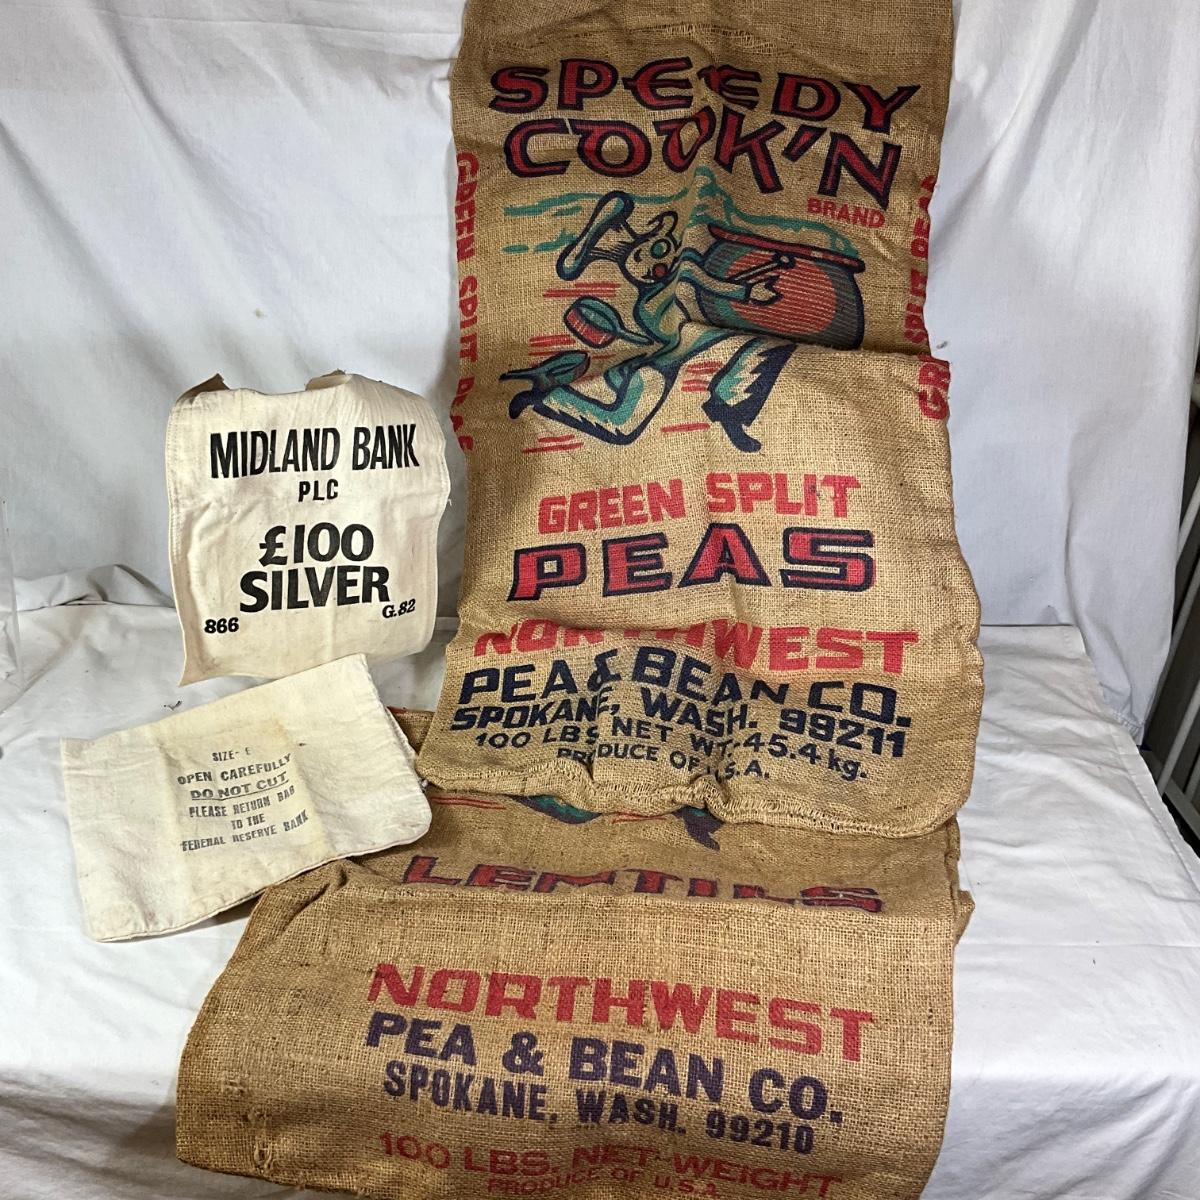 SPEEDY
COOK'N
BRAND
GREEN SPLIT PEAS
GREEN SPLIT
PEAS
NORTHWEST
PEA & BEAN CO.
SPOKANE, WASH. 99211
100 LBS NET WT. 45.4 kg.
PRODUCE OF U.S.A.
MIDLAND BANK
PLC
£100
SILVER
866
G.82
SIZE- E
OPEN CAREFULLY
DO NOT CUT
PLEASE RETURN BAG
TO THE
FEDERAL RESERVE BANK
LENTILS
NORTHWEST
PEA & BEAN CO.
SPOKANE, WASH. 99210
100 LBS. NET WEIGHT
PRODUCE OF U.S.A.